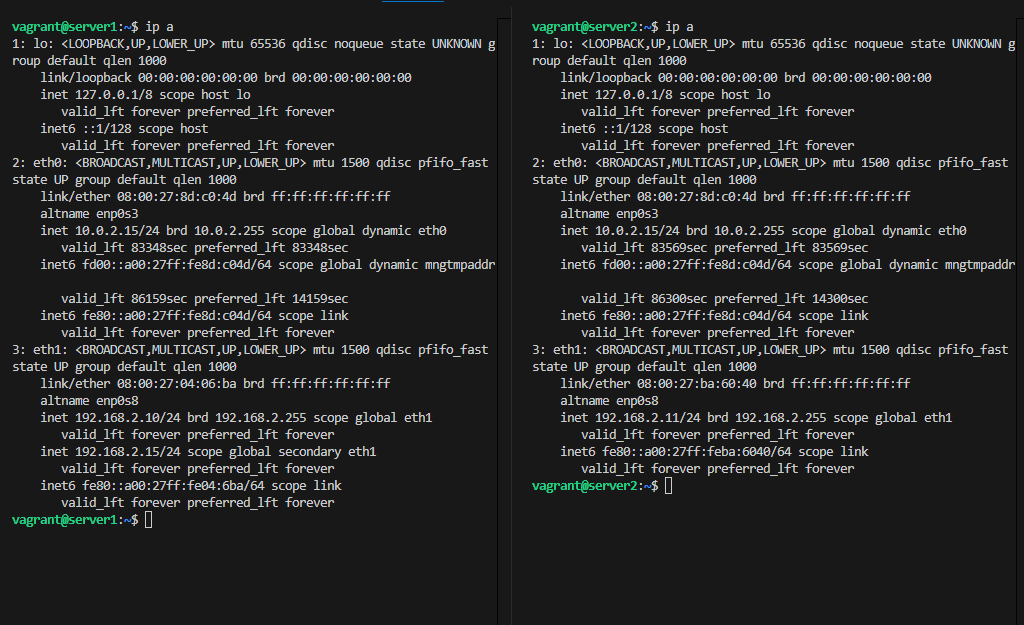 vagrant@server1:~$ ip a
1: lo: <LOOPBACK,UP,LOWER_UP> mtu 65536 qdisc noqueue state UNKNOWN g
roup default qlen 1000
    link/loopback 00:00:00:00:00:00 brd 00:00:00:00:00:00
    inet 127.0.0.1/8 scope host lo
       valid_lft forever preferred_lft forever
    inet6 ::1/128 scope host
       valid_lft forever preferred_lft forever
2: eth0: <BROADCAST,MULTICAST,UP,LOWER_UP> mtu 1500 qdisc pfifo_fast
state UP group default qlen 1000
    link/ether 08:00:27:8d:c0:4d brd ff:ff:ff:ff:ff:ff
    altname enp0s3
    inet 10.0.2.15/24 brd 10.0.2.255 scope global dynamic eth0
       valid_lft 83348sec preferred_lft 83348sec
    inet6 fd00::a00:27ff:fe8d:c04d/64 scope global dynamic mngtmpaddr
       valid_lft 86159sec preferred_lft 14159sec
    inet6 fe80::a00:27ff:fe8d:c04d/64 scope link
       valid_lft forever preferred_lft forever
3: eth1: <BROADCAST,MULTICAST,UP,LOWER_UP> mtu 1500 qdisc pfifo_fast
state UP group default qlen 1000
    link/ether 08:00:27:04:06:ba brd ff:ff:ff:ff:ff:ff
    altname enp0s8
    inet 192.168.2.10/24 brd 192.168.2.255 scope global eth1
       valid_lft forever preferred_lft forever
    inet 192.168.2.15/24 scope global secondary eth1
       valid_lft forever preferred_lft forever
    inet6 fe80::a00:27ff:fe04:6ba/64 scope link
       valid_lft forever preferred_lft forever
vagrant@server1:~$
vagrant@server2:~$ ip a
1: lo: <LOOPBACK,UP,LOWER_UP> mtu 65536 qdisc noqueue state UNKNOWN g
roup default qlen 1000
    link/loopback 00:00:00:00:00:00 brd 00:00:00:00:00:00
    inet 127.0.0.1/8 scope host lo
       valid_lft forever preferred_lft forever
    inet6 ::1/128 scope host
       valid_lft forever preferred_lft forever
2: eth0: <BROADCAST,MULTICAST,UP,LOWER_UP> mtu 1500 qdisc pfifo_fast
state UP group default qlen 1000
    link/ether 08:00:27:8d:c0:4d brd ff:ff:ff:ff:ff:ff
    altname enp0s3
    inet 10.0.2.15/24 brd 10.0.2.255 scope global dynamic eth0
       valid_lft 83569sec preferred_lft 83569sec
    inet6 fd00::a00:27ff:fe8d:c04d/64 scope global dynamic mngtmpaddr
       valid_lft 86300sec preferred_lft 14300sec
    inet6 fe80::a00:27ff:fe8d:c04d/64 scope link
       valid_lft forever preferred_lft forever
3: eth1: <BROADCAST,MULTICAST,UP,LOWER_UP> mtu 1500 qdisc pfifo_fast
state UP group default qlen 1000
    link/ether 08:00:27:ba:60:40 brd ff:ff:ff:ff:ff:ff
    altname enp0s8
    inet 192.168.2.11/24 brd 192.168.2.255 scope global eth1
       valid_lft forever preferred_lft forever
    inet6 fe80::a00:27ff:feba:6040/64 scope link
       valid_lft forever preferred_lft forever
vagrant@server2:~$